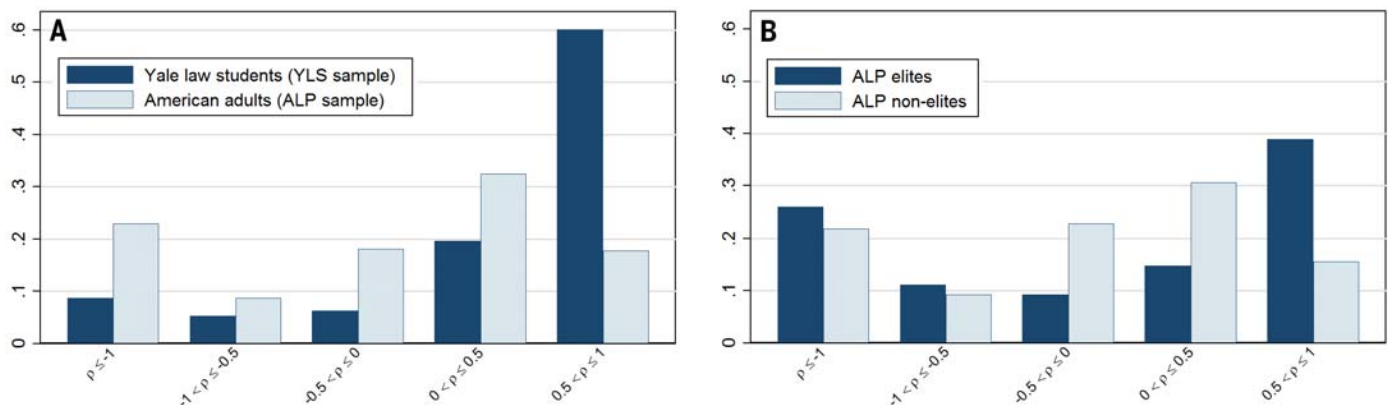 A
.6
.5
.4
.3
.2
.1
0
Yale law students (YLS sample)
American adults (ALP sample)
ρ ≤ -1
-1 < ρ ≤ -0.5
-0.5 < ρ ≤ 0
0 < ρ ≤ 0.5
0.5 < ρ ≤ 1
B
.6
.5
.4
.3
.2
.1
0
ALP elites
ALP non-elites
ρ ≤ -1
-1 < ρ ≤ -0.5
-0.5 < ρ ≤ 0
0 < ρ ≤ 0.5
0.5 < ρ ≤ 1